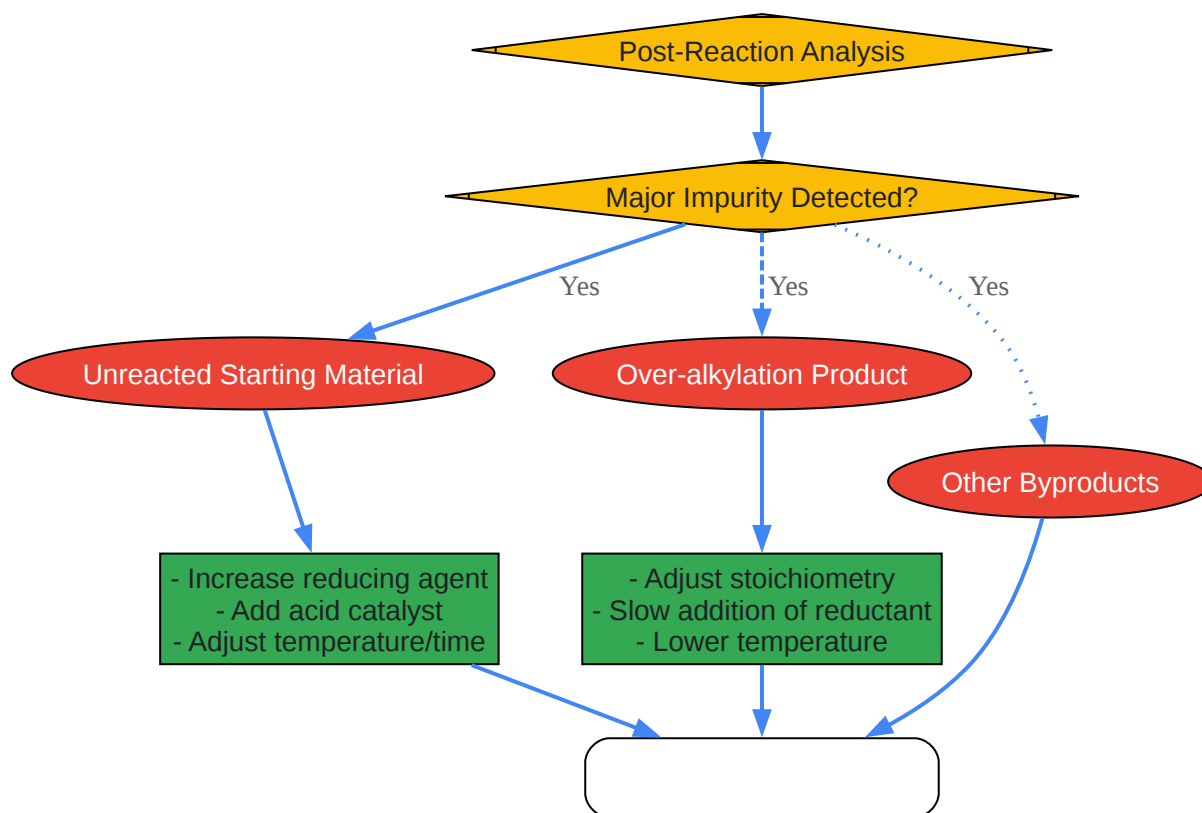 Post-Reaction Analysis
Major Impurity Detected?
Yes
Yes
Yes
Unreacted Starting Material
Over-alkylation Product
Other Byproducts
- Increase reducing agent
- Add acid catalyst
- Adjust temperature/time
- Adjust stoichiometry
- Slow addition of reductant
- Lower temperature